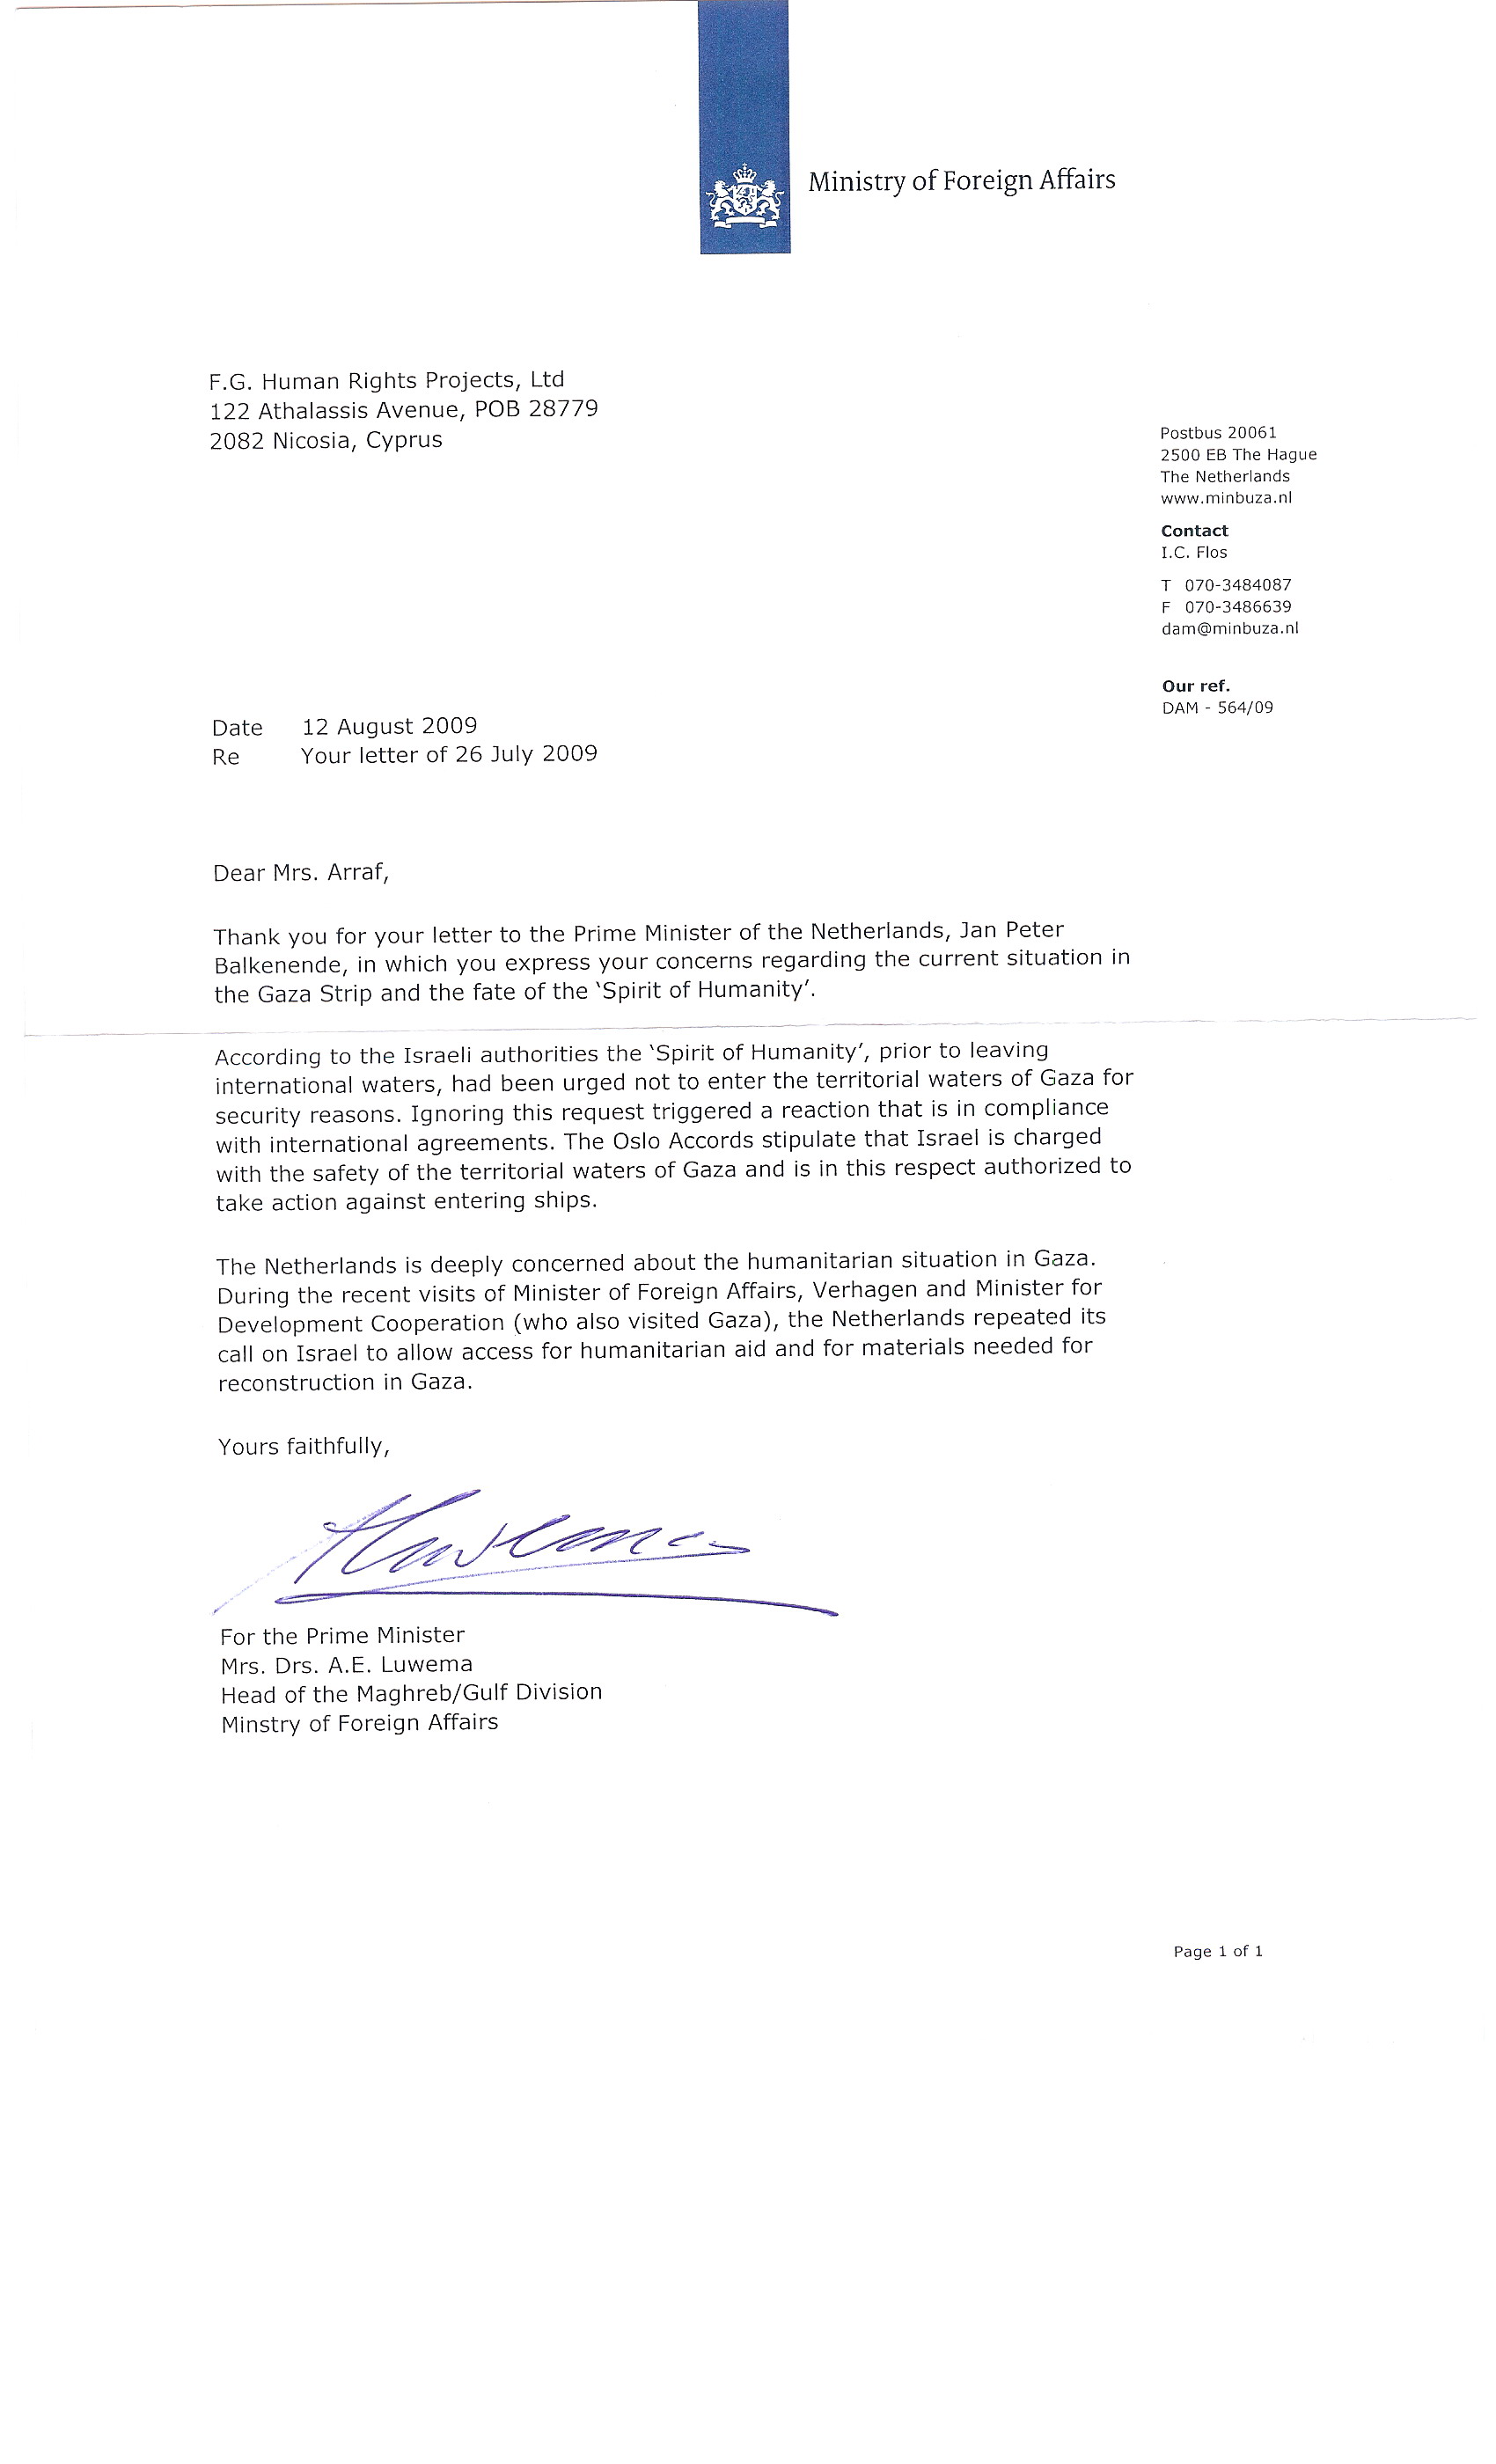 Ministry of Foreign Affairs
F.G. Human Rights Projects, Ltd
122 Athalassis Avenue, POB 28779
2082 Nicosia, Cyprus
Postbus 20061
2500 EB The Hague
The Netherlands
www.minbuza.nl
Contact
I.C. Flos
T 070-3484087
F 070-3486639
dam@minbuza.nl
Our ref.
DAM - 564/09
Date 12 August 2009
Re Your letter of 26 July 2009
Dear Mrs. Arraf,
Thank you for your letter to the Prime Minister of the Netherlands, Jan Peter
Balkenende, in which you express your concerns regarding the current situation in
the Gaza Strip and the fate of the ‘Spirit of Humanity’.
According to the Israeli authorities the ‘Spirit of Humanity’, prior to leaving
international waters, had been urged not to enter the territorial waters of Gaza for
security reasons. Ignoring this request triggered a reaction that is in compliance
with international agreements. The Oslo Accords stipulate that Israel is charged
with the safety of the territorial waters of Gaza and is in this respect authorized to
take action against entering ships.
The Netherlands is deeply concerned about the humanitarian situation in Gaza.
During the recent visits of Minister of Foreign Affairs, Verhagen and Minister for
Development Cooperation (who also visited Gaza), the Netherlands repeated its
call on Israel to allow access for humanitarian aid and for materials needed for
reconstruction in Gaza.
Yours faithfully,
For the Prime Minister
Mrs. Drs. A.E. Luwema
Head of the Maghreb/Gulf Division
Minstry of Foreign Affairs
Page 1 of 1